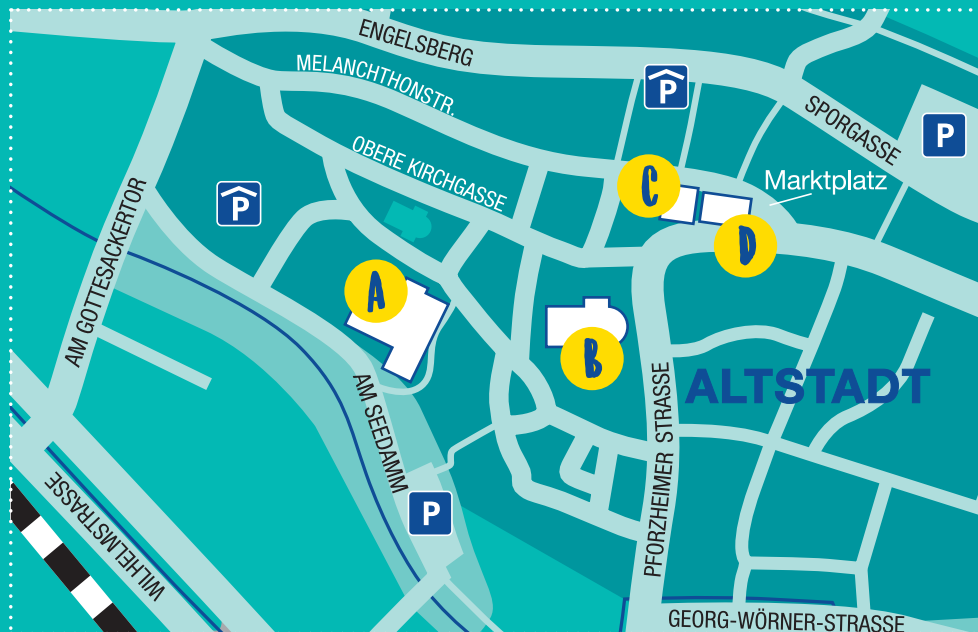 ENGELSBERG
MELANCHTHONSTR.
P
SPORGASSE
P
OBERE KIRCHGASSE
C
Marktplatz
P
AM GOTTESACKERTOR
D
A
B
ALTSTADT
AM SEEDAMM
PFORZHEIMER STRASSE
P
WILHELMSTRASSE
GEORG-WÖRNER-STRASSE